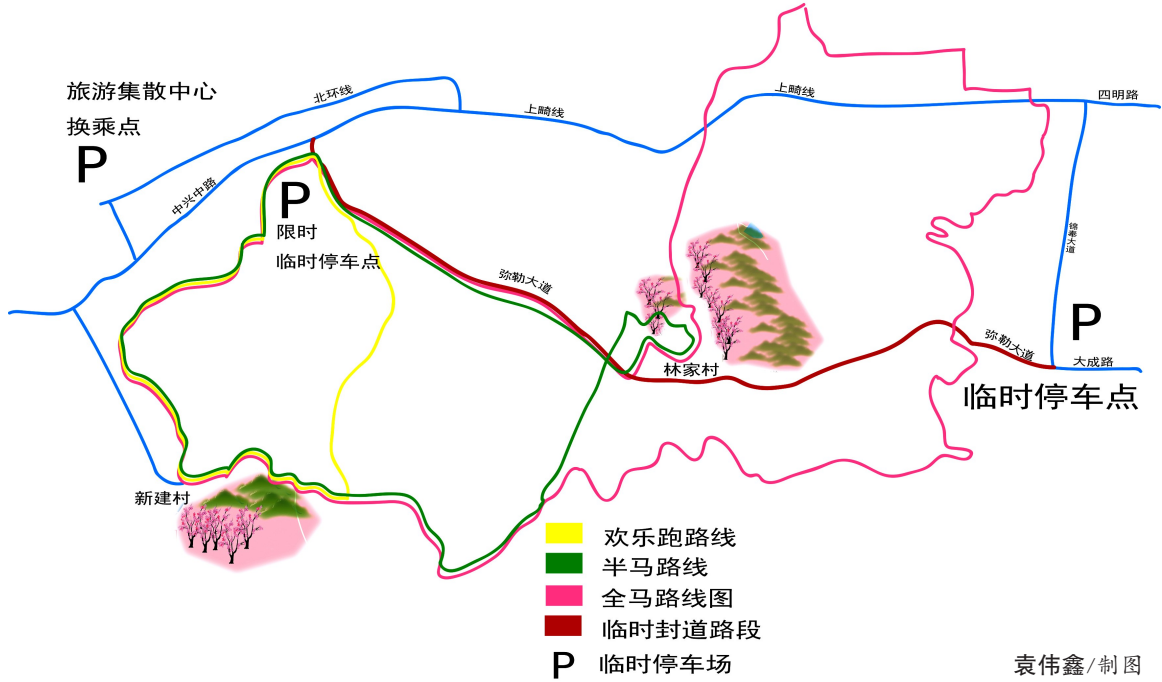 旅游集散中心
换乘点
P
北环线
上畸线
上畸线
四明路
中兴中路
P
限时
临时停车点
弥勒大道
锦奉大道
P
林家村
弥勒大道
大成路
临时停车点
新建村
欢乐跑路线
半马路线
全马路线图
临时封道路段
P 临时停车场
袁伟鑫/制图